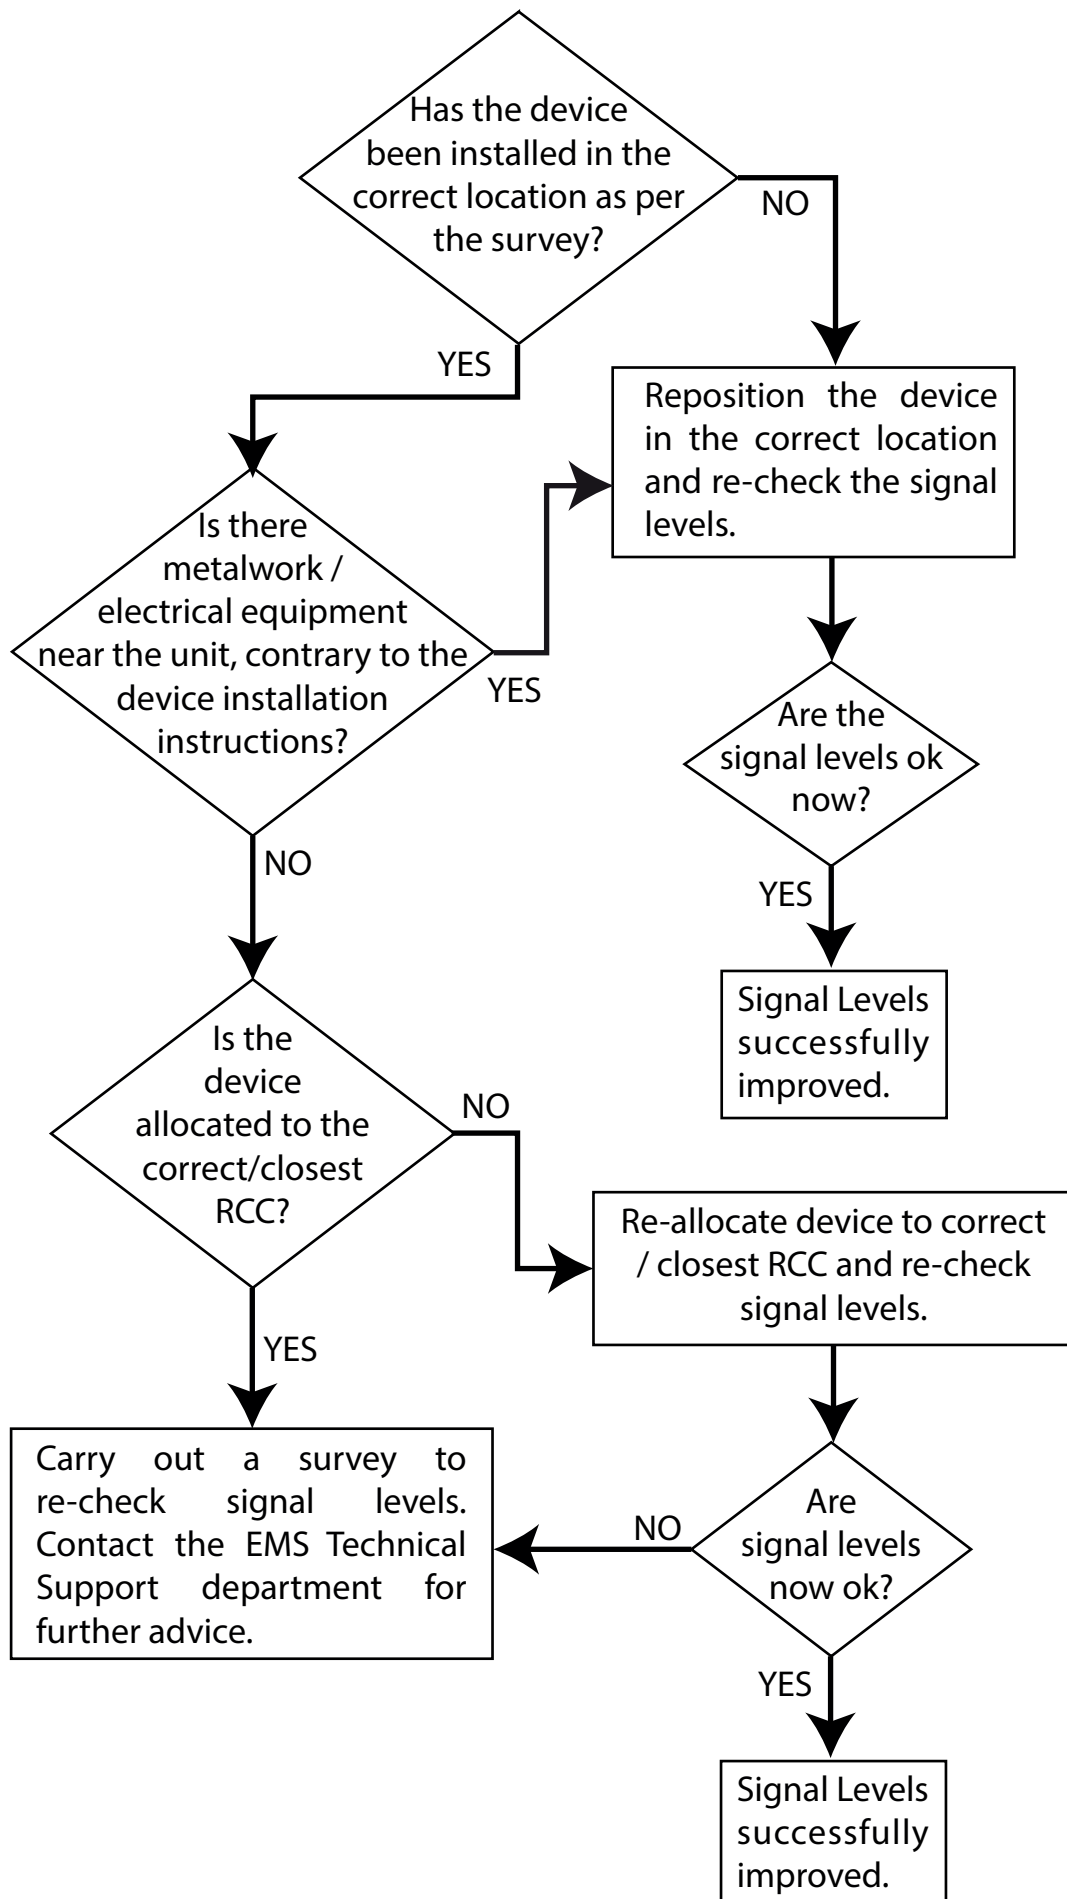 Has the device
been installed in the
correct location as per
the survey?
NO
YES
Reposition the device
in the correct location
and re-check the signal
levels.
Is there
metalwork /
electrical equipment
near the unit, contrary to the
device installation
instructions?
YES
Are the
signal levels ok
now?
NO
YES
Signal Levels
successfully
improved.
Is the
device
allocated to the
correct/closest
RCC?
NO
Re-allocate device to correct
/ closest RCC and re-check
signal levels.
YES
Carry out a survey to
re-check signal levels.
Contact the EMS Technical
Support department for
further advice.
Are
signal levels
now ok?
NO
YES
Signal Levels
successfully
improved.